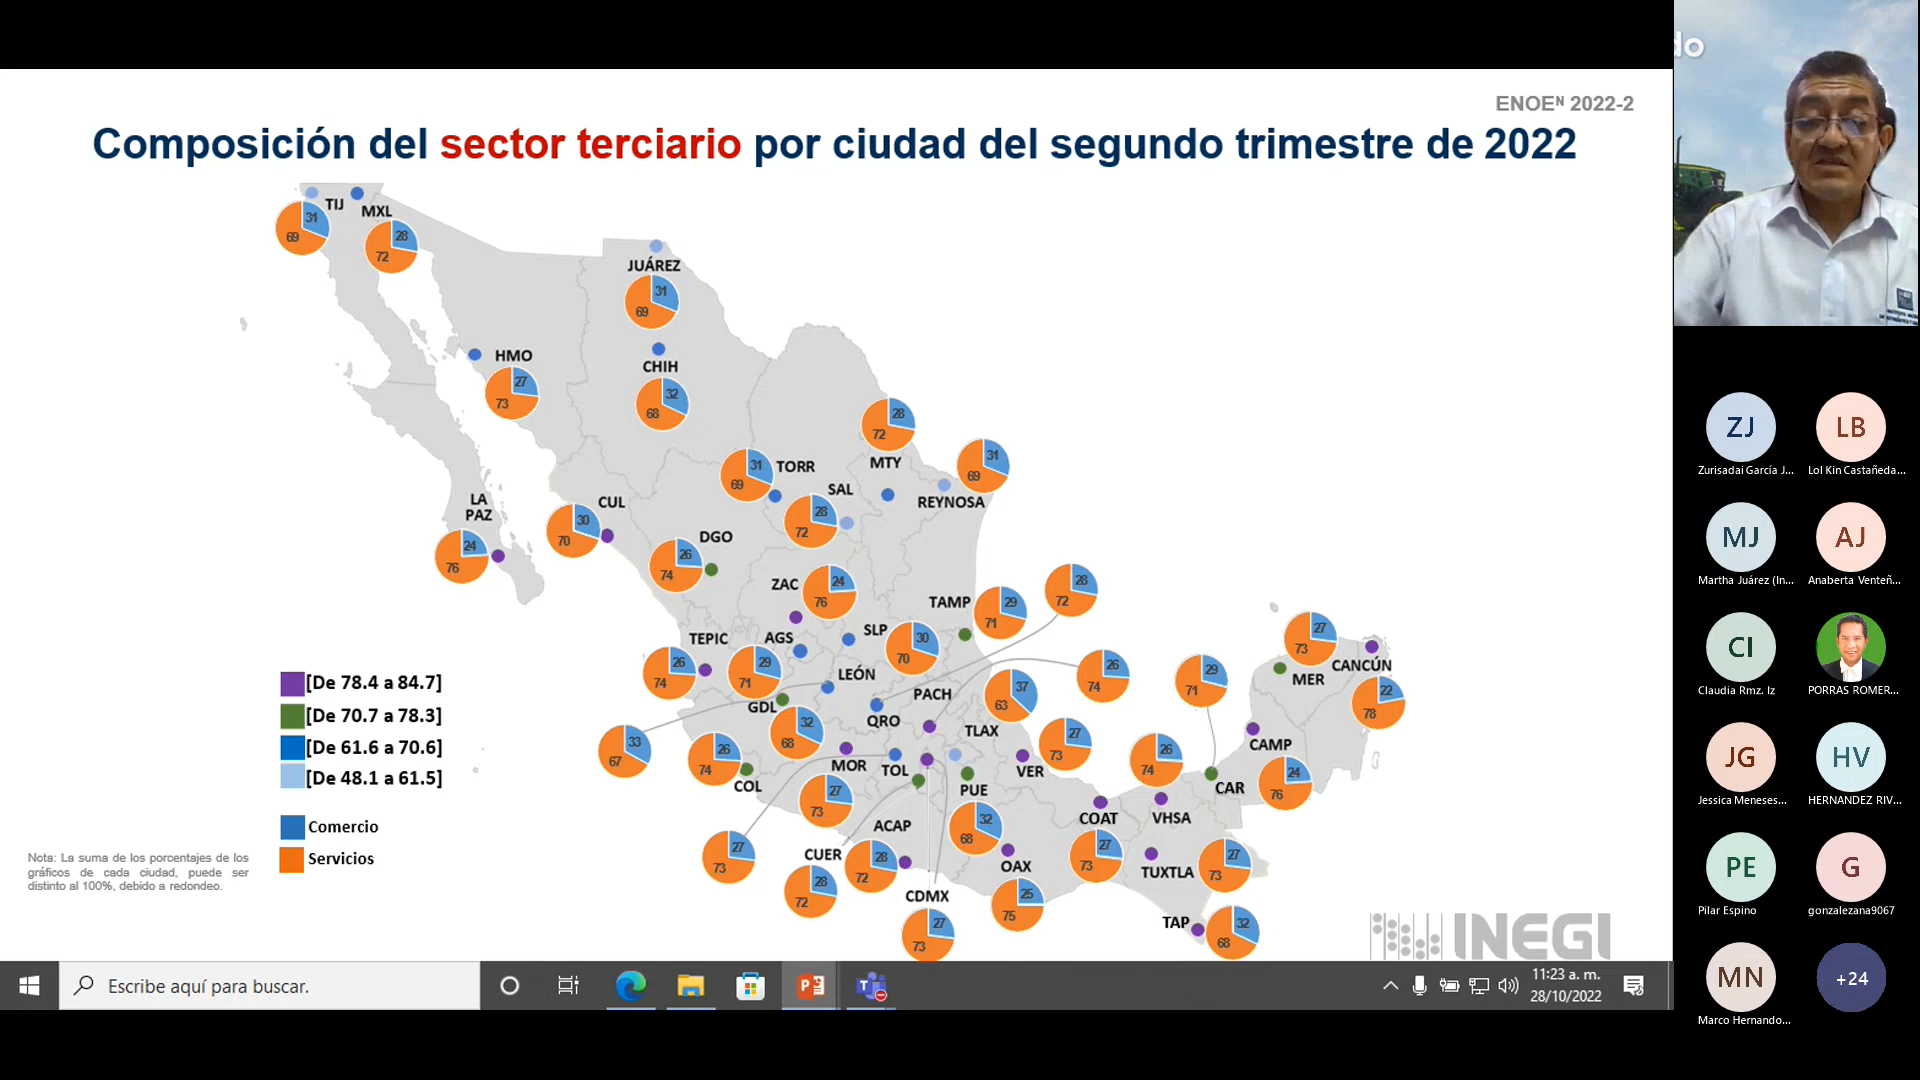 do
ENOEᴺ 2022-2
Composición del sector terciario por ciudad del segundo trimestre de 2022
TIJ
31
69
MXL
28
72
JUÁREZ
31
69
HMO
27
73
CHIH
32
68
28
72
MTY
31
69
REYNOSA
TORR
31
69
SAL
28
72
LA
PAZ
24
76
CUL
30
70
DGO
26
74
ZAC
24
76
TAMP
29
71
28
72
TEPIC
26
74
AGS
29
71
SLP
30
70
LEÓN
GDL
32
68
QRO
PACH
37
63
26
74
29
71
27
73
MER
CANCÚN
22
78
33
67
26
74
COL
MOR
27
73
TOL
TLAX
VER
27
73
PUE
32
68
26
74
CAR
CAMP
24
76
COAT
27
73
VHSA
TUXTLA
27
73
ACAP
28
72
CUER
28
72
27
73
CDMX
27
73
OAX
25
75
TAP
32
68
[De 78.4 a 84.7]
[De 70.7 a 78.3]
[De 61.6 a 70.6]
[De 48.1 a 61.5]
Comercio
Servicios
Nota: La suma de los porcentajes de los
gráficos de cada ciudad, puede ser
distinto al 100%, debido a redondeo.
INEGI
Escribe aquí para buscar.
11:23 a. m.
28/10/2022
ZJ
Zurisadai García J...
LB
Lol Kin Castañeda...
MJ
Martha Juárez (In...
AJ
Anaberta Venteñ...
CI
Claudia Rmz. Iz
PORRAS ROMER...
JG
Jessica Meneses...
HV
HERNANDEZ RIV...
PE
Pilar Espino
G
gonzalezana9067
MN
Marco Hernando...
+24